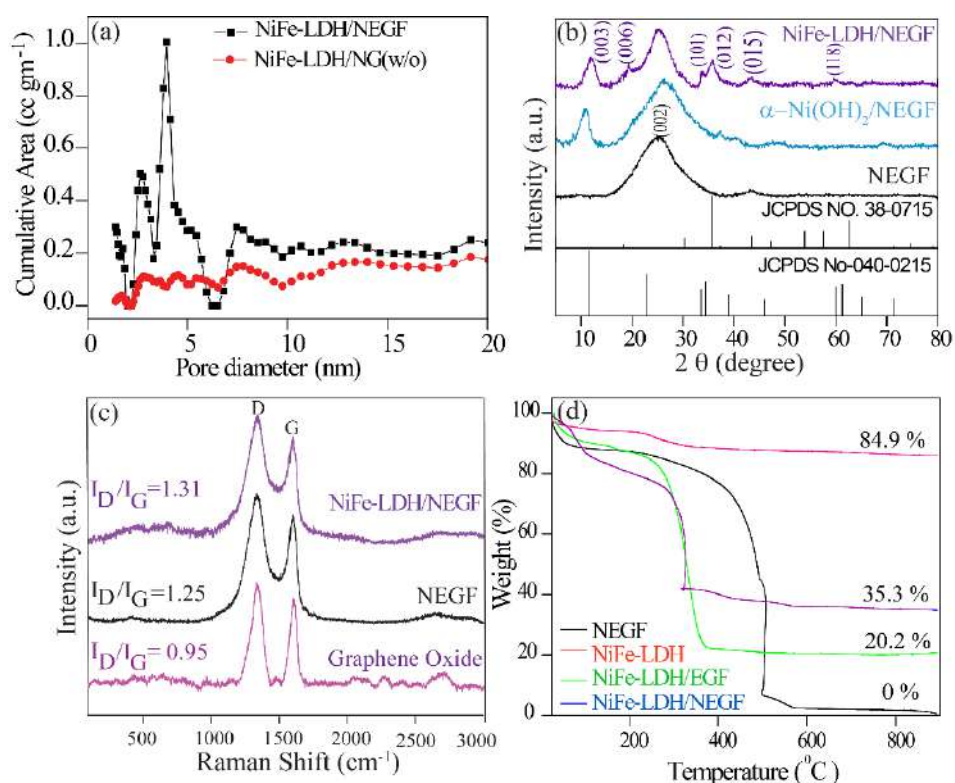 (a)
NiFe-LDH/NEGF
NiFe-LDH/NG(w/o)
Cumulative Area (cc gm⁻¹)
1.0
0.8
0.6
0.4
0.2
0.0
0 5 10 15 20
Pore diameter (nm)
(b)
NiFe-LDH/NEGF
(003)
(006)
(101)
(012)
(015)
(118)
α-Ni(OH)₂/NEGF
(002)
NEGF
JCPDS NO. 38-0715
JCPDS No-040-0215
Intensity (a.u.)
10 20 30 40 50 60 70 80
2 θ (degree)
(c)
D
G
I_D/I_G=1.31
NiFe-LDH/NEGF
I_D/I_G=1.25
NEGF
I_D/I_G= 0.95
Graphene Oxide
Intensity (a.u.)
500 1000 1500 2000 2500 3000
Raman Shift (cm⁻¹)
(d)
100
80
60
40
20
0
Weight (%)
84.9 %
35.3 %
20.2 %
0 %
NEGF
NiFe-LDH
NiFe-LDH/EGF
NiFe-LDH/NEGF
200 400 600 800
Temperature (⁰C)